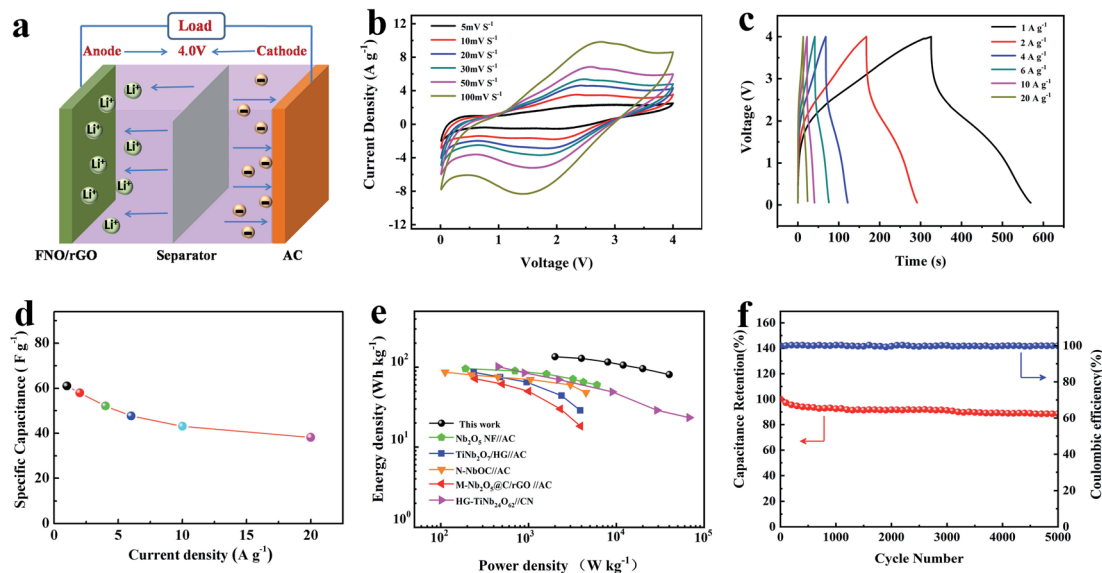 a
Load
Anode
4.0V
Cathode
Li⁺
Li⁺
Li⁺
Li⁺
Li⁺
Li⁺
Li⁺
Li⁺
FNO/rGO
Separator
AC
b
Current Density (A g⁻¹)
12
8
4
0
-4
-8
-12
5mV S⁻¹
10mV S⁻¹
20mV S⁻¹
30mV S⁻¹
50mV S⁻¹
100mV S⁻¹
0
1
2
3
4
Voltage (V)
c
Voltage (V)
4
3
2
1
0
1 A g⁻¹
2 A g⁻¹
4 A g⁻¹
6 A g⁻¹
10 A g⁻¹
20 A g⁻¹
0 100 200 300 400 500 600
Time (s)
d
Specific Capacitance ( F g⁻¹)
80
60
40
20
0
0
5
10
15
20
Current density (A g⁻¹)
e
Energy density (Wh kg⁻¹)
10²
10¹
10⁰
This work
Nb₂O₅ NF//AC
TiNb₂O₇/HG//AC
N-NbOC//AC
M-Nb₂O₅@C/rGO //AC
HG-TiNb₂₄O₆₂//CN
10²
10³
10⁴
10⁵
Power density (W kg⁻¹)
f
Capacitance Retention(%)
160
140
120
100
80
60
40
20
0
100
80
60
40
20
0
Coulombic efficiency(%)
0 1000 2000 3000 4000 5000
Cycle Number